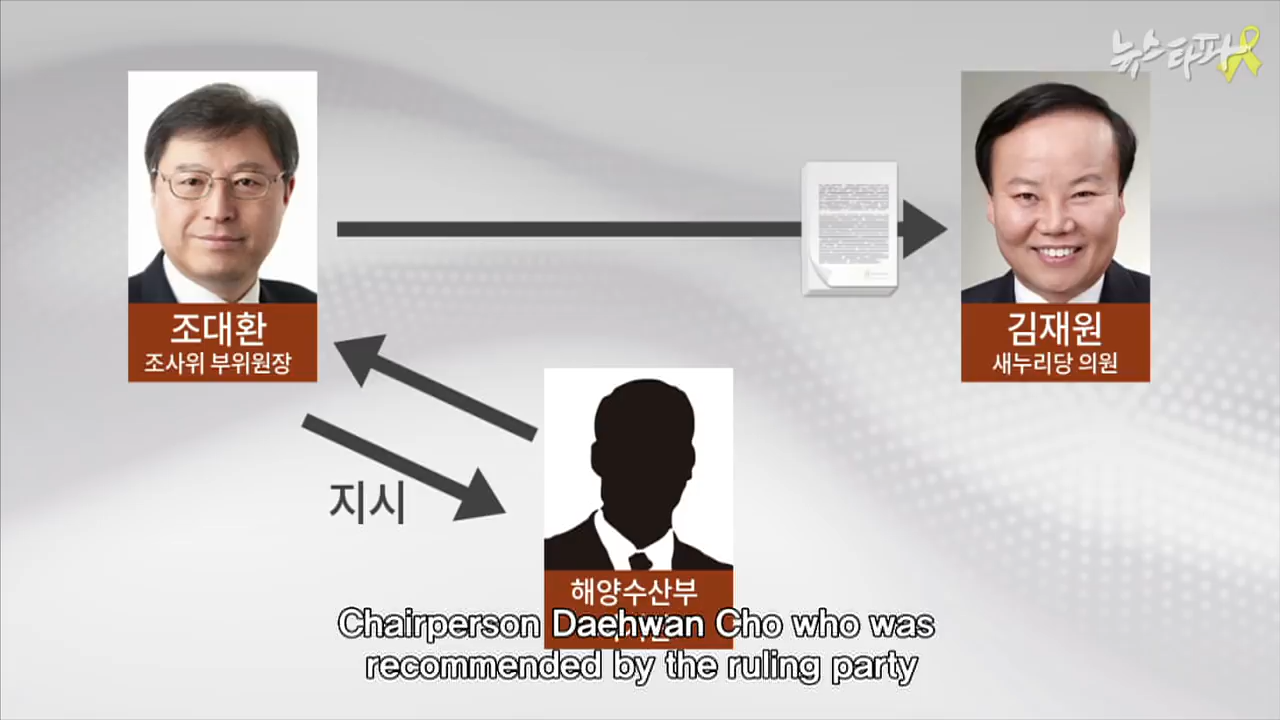 뉴스타파
조대환
조사위 부위원장
김재원
새누리당 의원
지시
해양수산부
Chairperson Daehwan Cho who was
recommended by the ruling party